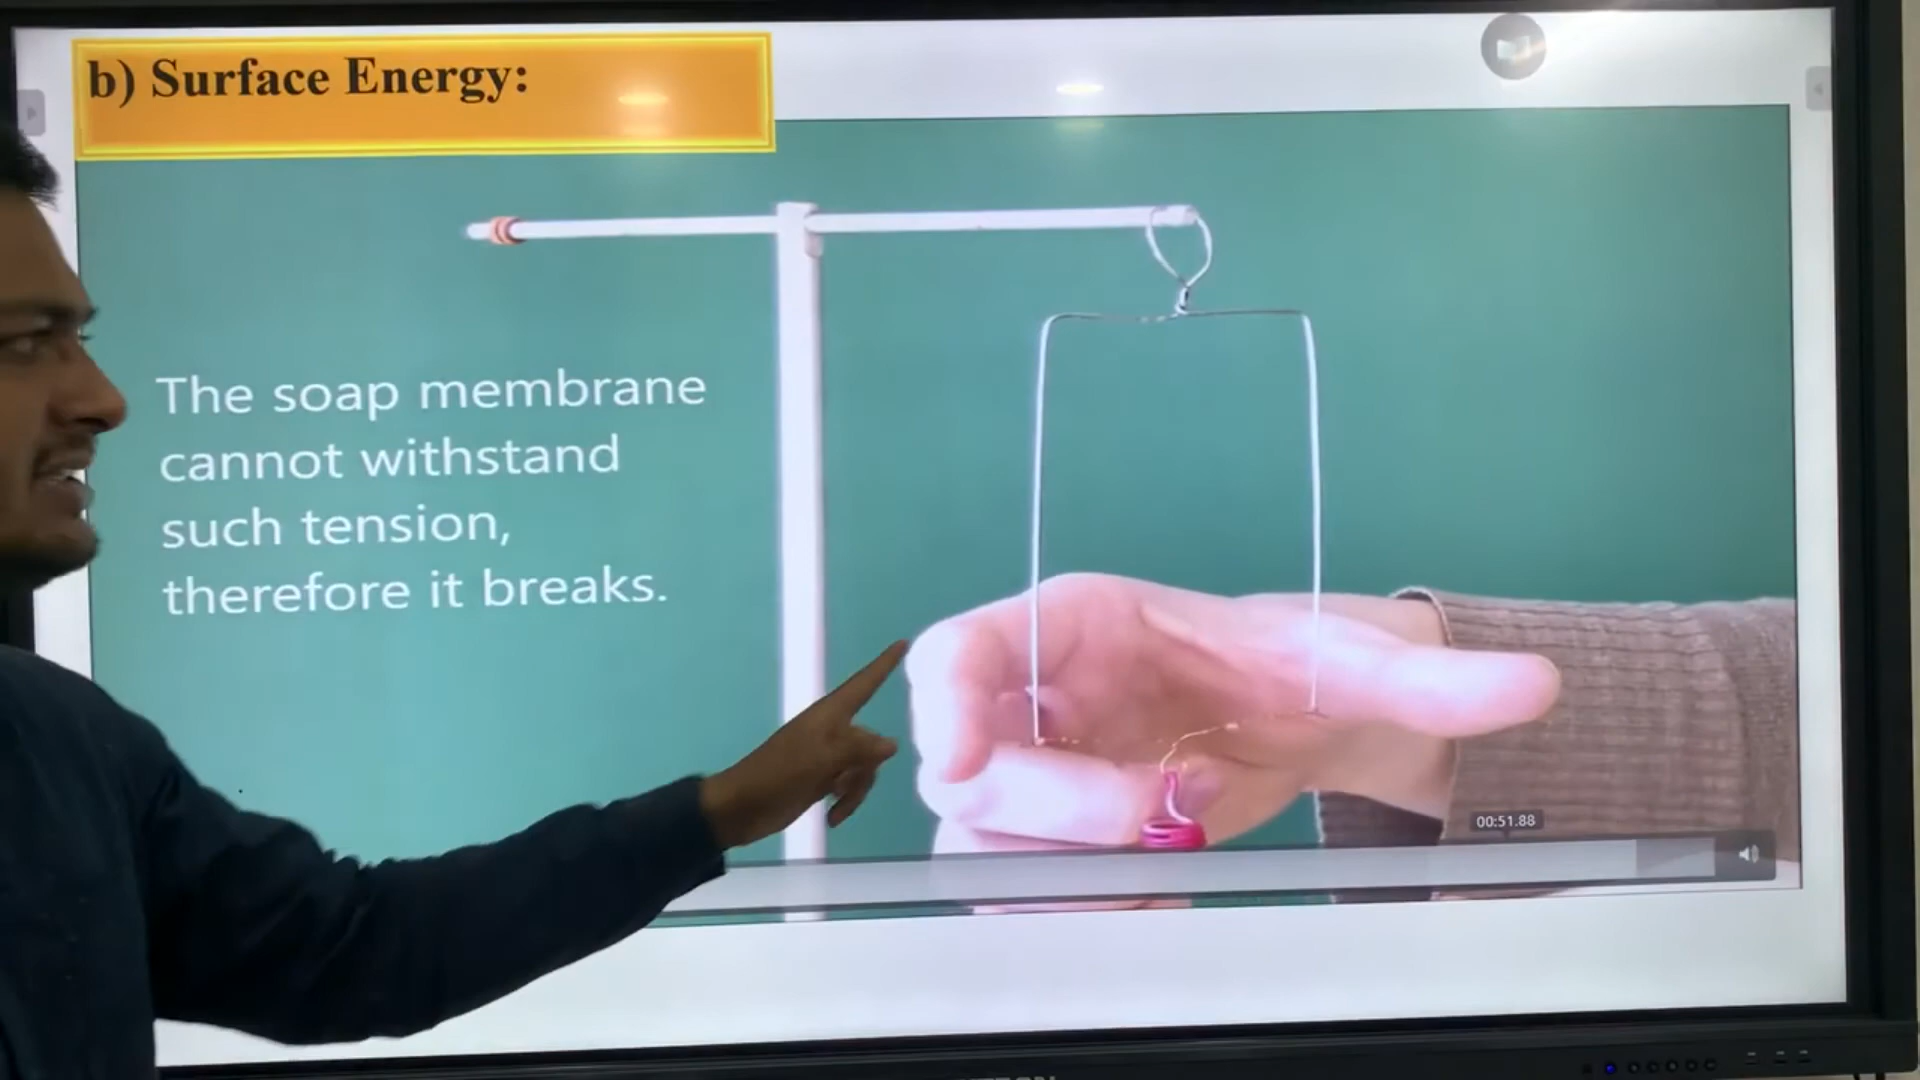 b) Surface Energy:
The soap membrane
cannot withstand
such tension,
therefore it breaks.
00:51.88